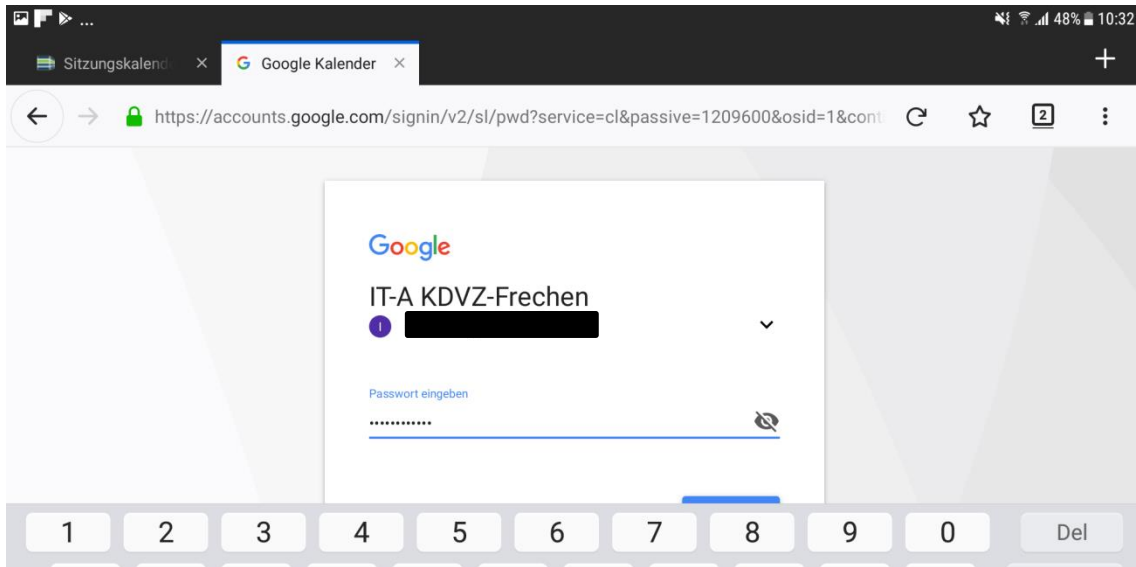 ... 48% 10:32
Sitzungskalend
Google Kalender
https://accounts.google.com/signin/v2/sl/pwd?service=cl&passive=1209600&osid=1&cont
2
Google
IT-A KDVZ-Frechen
I
Passwort eingeben
............
1 2 3 4 5 6 7 8 9 0 Del